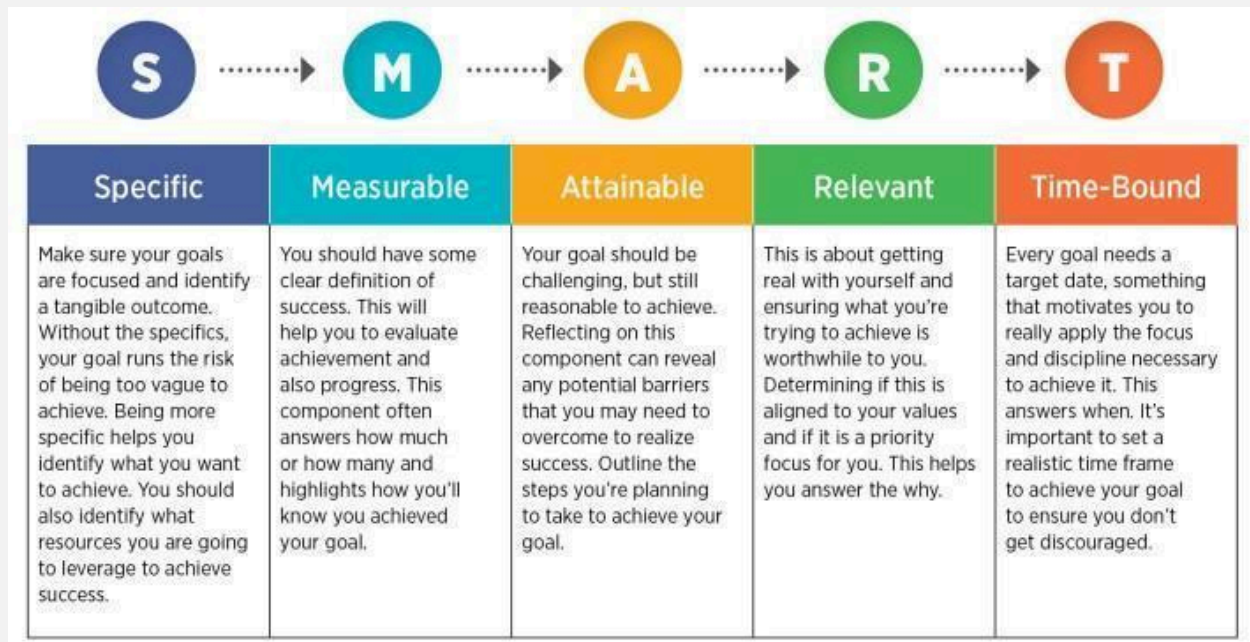 S
M
A
R
T
Specific
Measurable
Attainable
Relevant
Time-Bound
Make sure your goals
are focused and identify
a tangible outcome.
Without the specifics,
your goal runs the risk
of being too vague to
achieve. Being more
specific helps you
identify what you want
to achieve. You should
also identify what
resources you are going
to leverage to achieve
success.
You should have some
clear definition of
success. This will
help you to evaluate
achievement and
also progress. This
component often
answers how much
or how many and
highlights how you'll
know you achieved
your goal.
Your goal should be
challenging, but still
reasonable to achieve.
Reflecting on this
component can reveal
any potential barriers
that you may need to
overcome to realize
success. Outline the
steps you're planning
to take to achieve your
goal.
This is about getting
real with yourself and
ensuring what you're
trying to achieve is
worthwhile to you.
Determining if this is
aligned to your values
and if it is a priority
focus for you. This helps
you answer the why.
Every goal needs a
target date, something
that motivates you to
really apply the focus
and discipline necessary
to achieve it. This
answers when. It's
important to set a
realistic time frame
to achieve your goal
to ensure you don't
get discouraged.